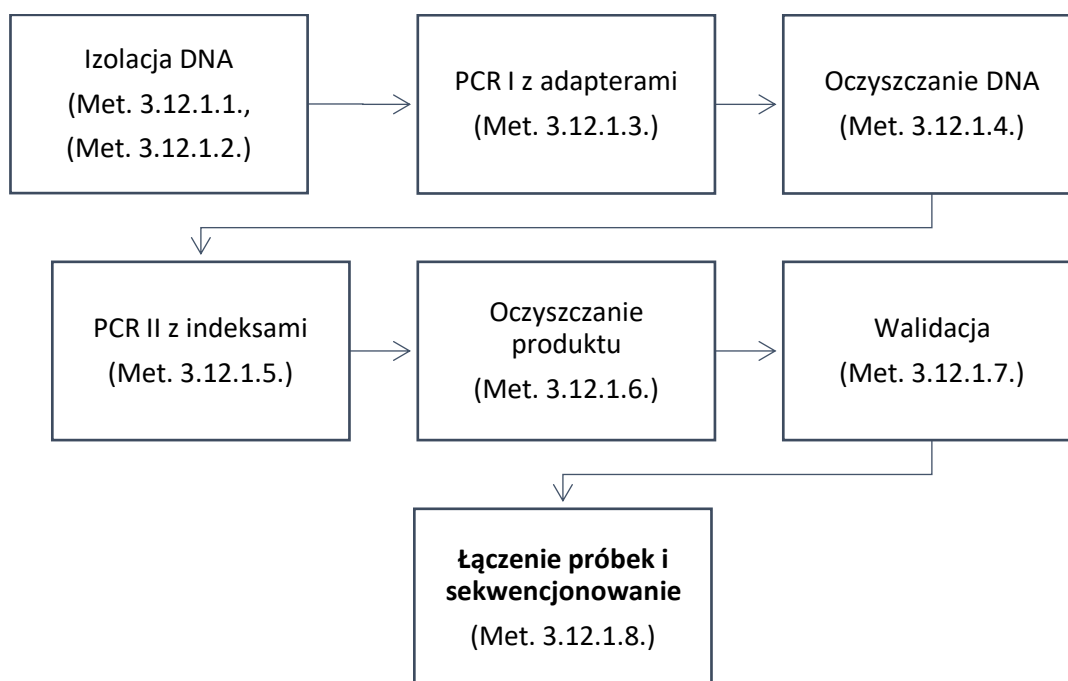 Izolacja DNA
(Met. 3.12.1.1.,
(Met. 3.12.1.2.)
PCR I z adapterami
(Met. 3.12.1.3.)
Oczyszczanie DNA
(Met. 3.12.1.4.)
PCR II z indeksami
(Met. 3.12.1.5.)
Oczyszczanie
produktu
(Met. 3.12.1.6.)
Walidacja
(Met. 3.12.1.7.)
Łączenie próbek i
sekwencjonowanie
(Met. 3.12.1.8.)